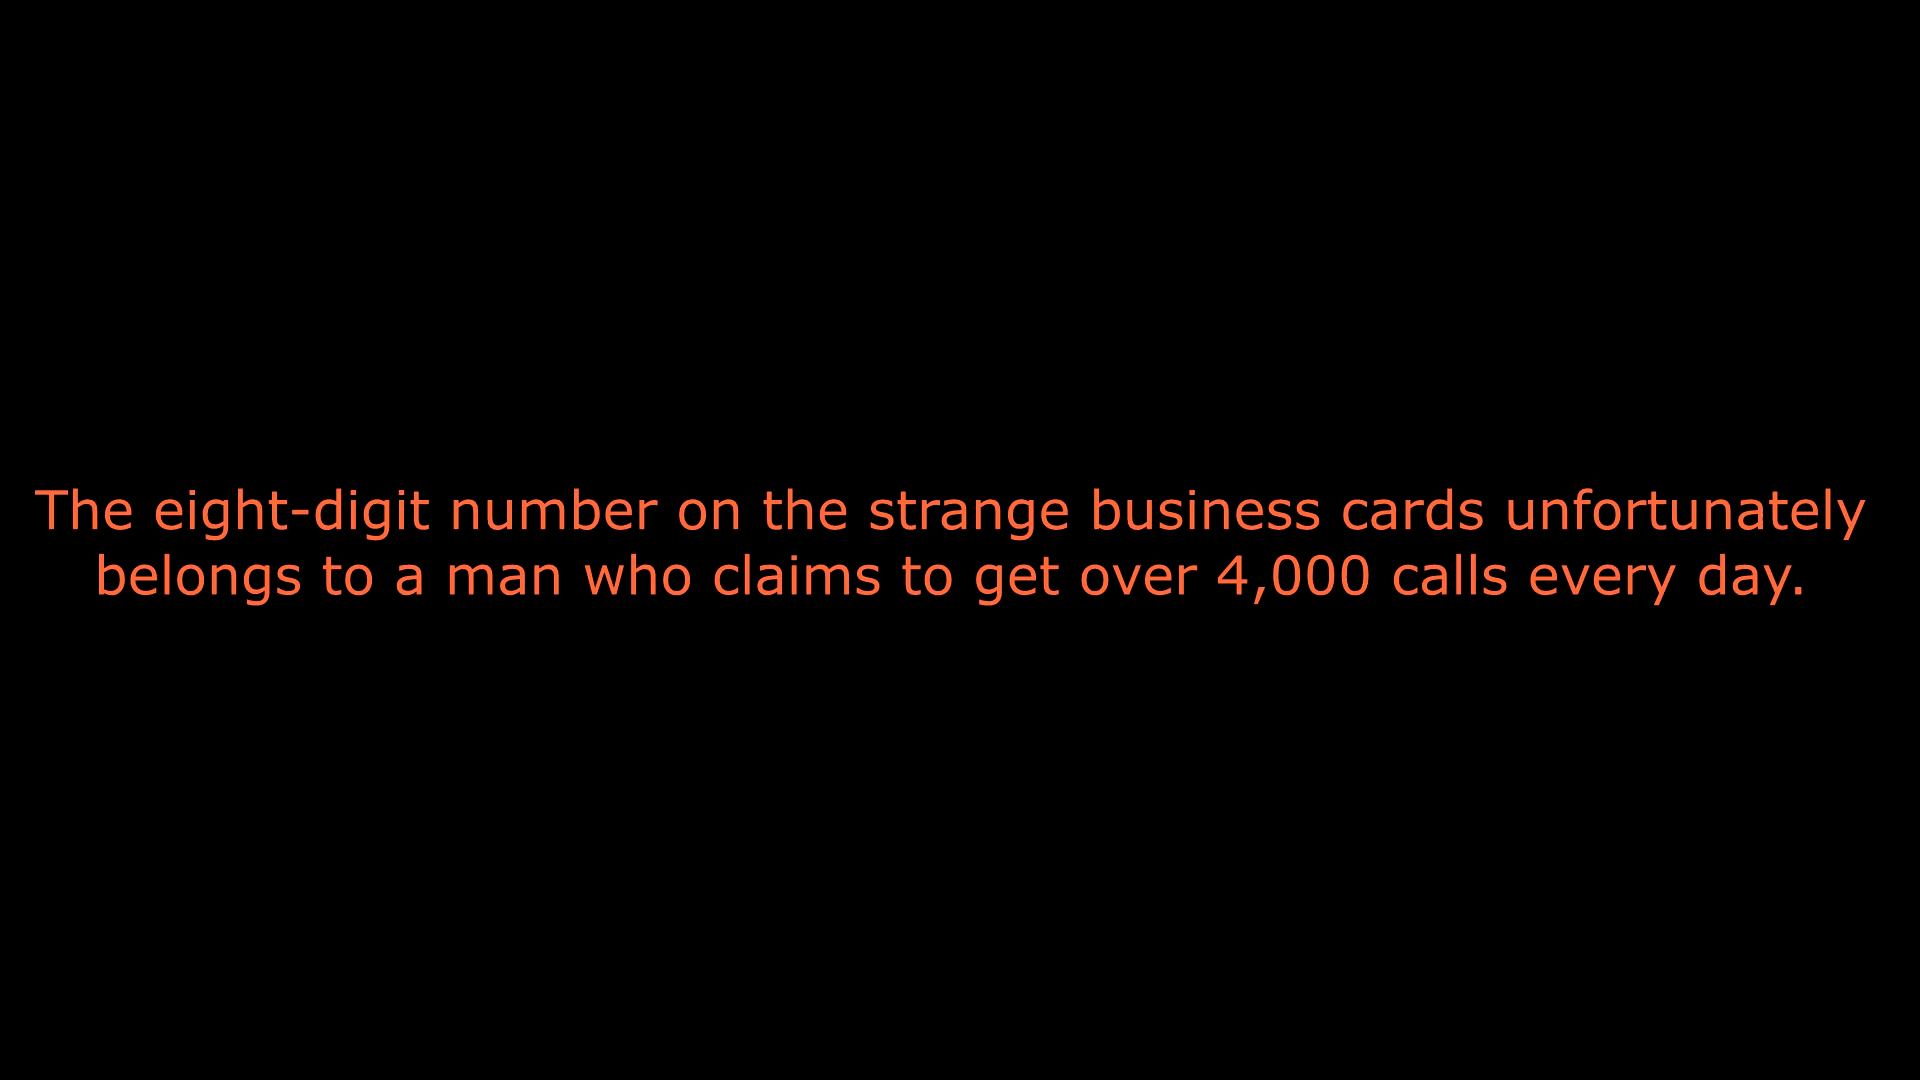 The eight-digit number on the strange business cards unfortunately
belongs to a man who claims to get over 4,000 calls every day.